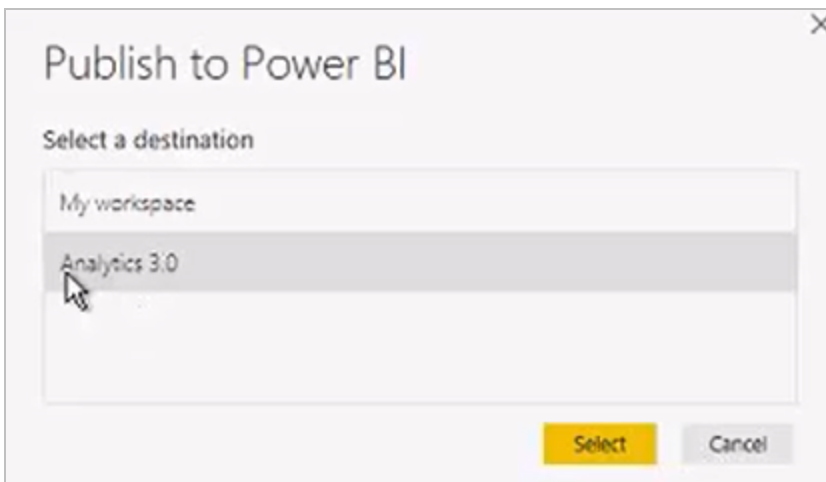 Publish to Power BI
Select a destination
My workspace
Analytics 3.0
Select Cancel